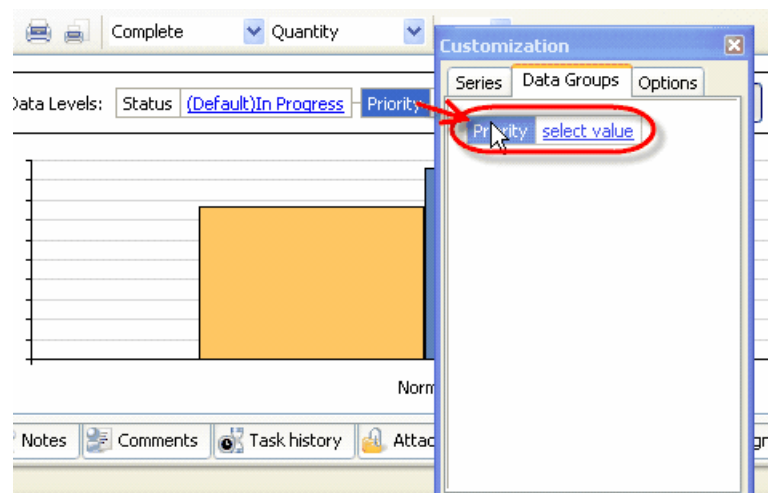 Complete Quantity
Customization
Series Data Groups Options
Data Levels: Status (Default)In Progress Priority
Priority select value
Norm
Notes Comments Task history Attac